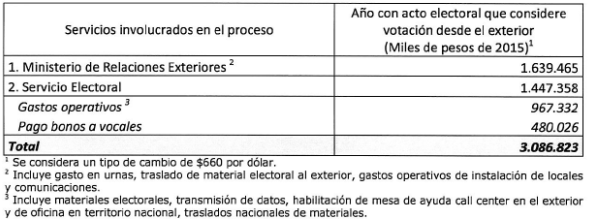 Servicios involucrados en el proceso
Año con acto electoral que considere
votación desde el exterior
(Miles de pesos de 2015)¹
1. Ministerio de Relaciones Exteriores ² 1.639.465
2. Servicio Electoral 1.447.358
Gastos operativos ³ 967.332
Pago bonos a vocales 480.026
Total 3.086.823
¹ Se considera un tipo de cambio de $660 por dólar.
² Incluye gasto en urnas, traslado de material electoral al exterior, gastos operativos de instalación de locales
y comunicaciones.
³ Incluye materiales electorales, transmisión de datos, habilitación de mesa de ayuda call center en el exterior
y de oficina en territorio nacional, traslados nacionales de materiales.